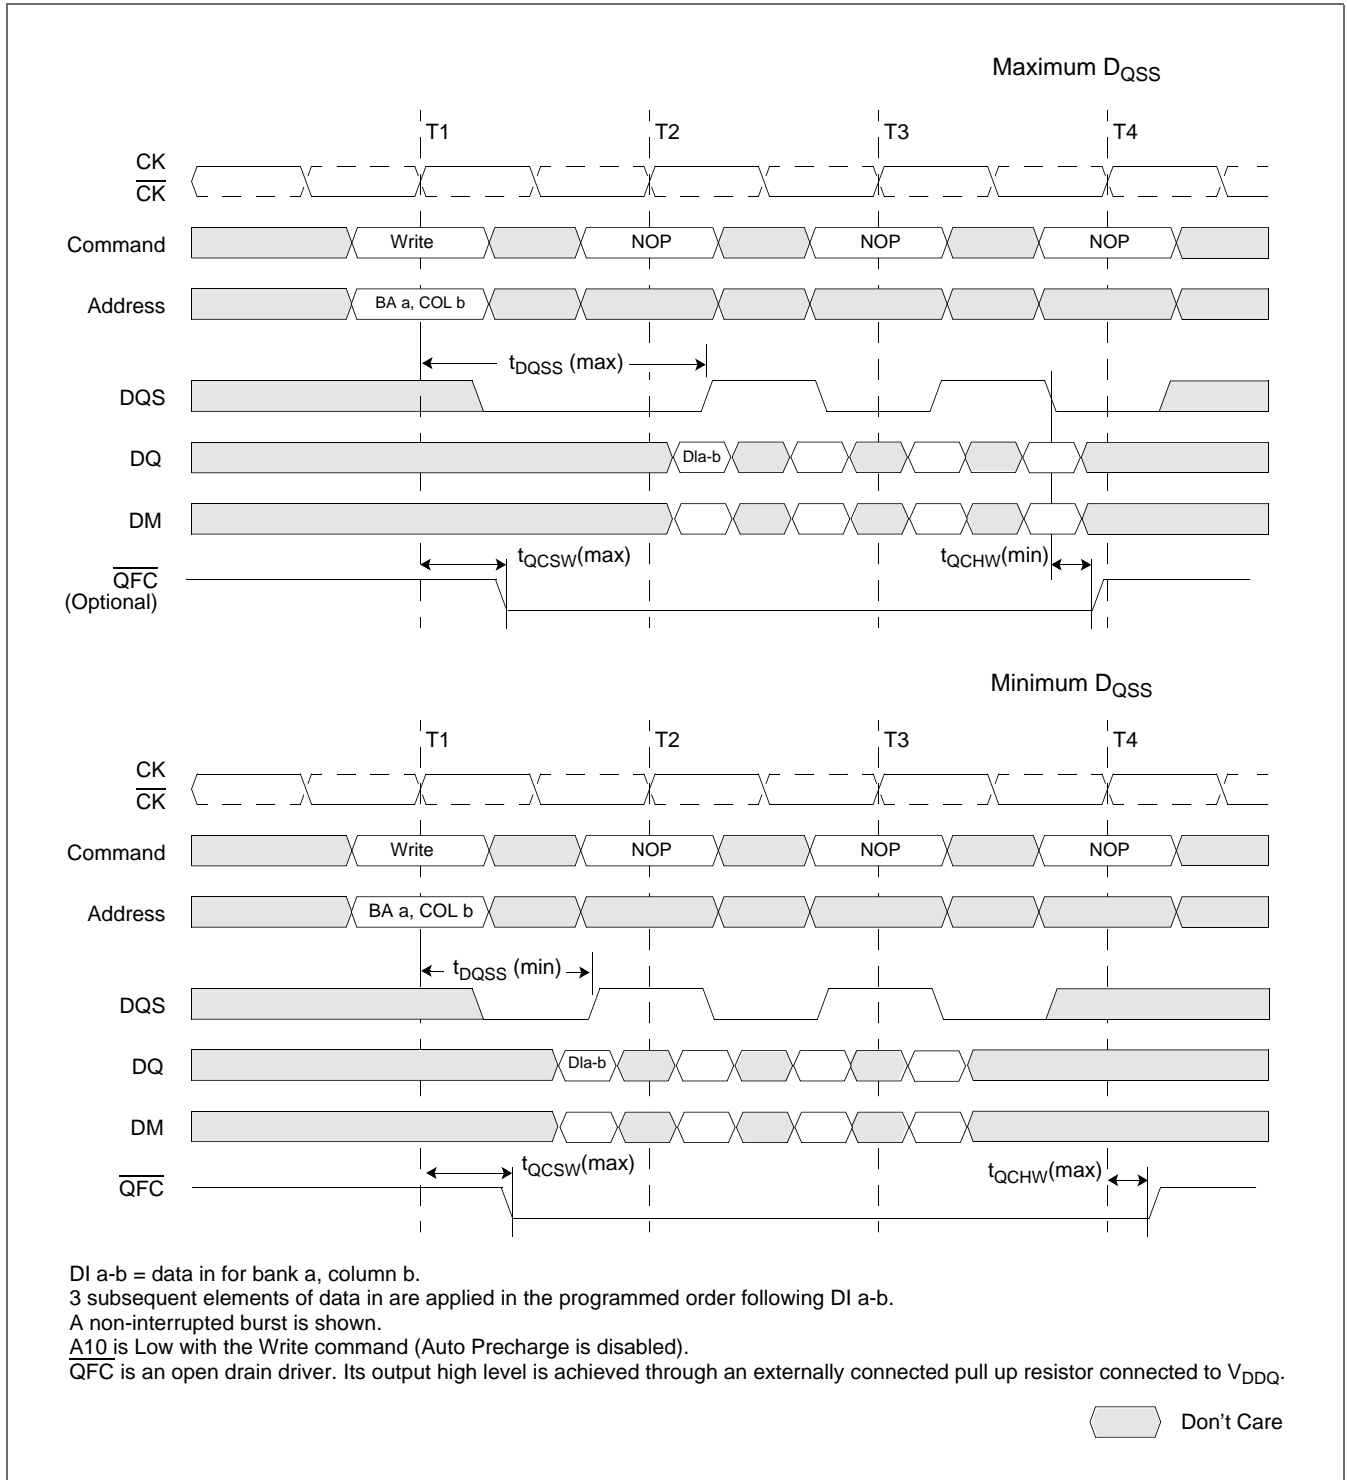 Maximum DQSS
T1 T2 T3 T4
CK
CK
Command Write NOP NOP NOP
Address BA a, COL b
tDQSS (max)
DQS
DQ DIa-b
DM
tQCSW(max) tQCHW(min)
QFC
(Optional)
Minimum DQSS
T1 T2 T3 T4
CK
CK
Command Write NOP NOP NOP
Address BA a, COL b
tDQSS (min)
DQS
DQ DIa-b
DM
tQCSW(max) tQCHW(max)
QFC
DI a-b = data in for bank a, column b.
3 subsequent elements of data in are applied in the programmed order following DI a-b.
A non-interrupted burst is shown.
A10 is Low with the Write command (Auto Precharge is disabled).
QFC is an open drain driver. Its output high level is achieved through an externally connected pull up resistor connected to VDDQ.
Don't Care